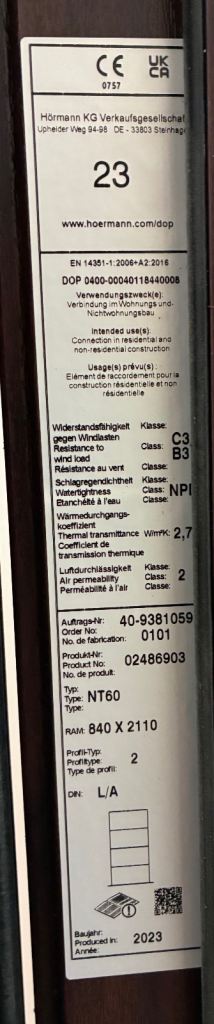 CE UK
CA
0757
Hörmann KG Verkaufsgesellschaf
Upheider Weg 94-98 DE - 33803 Steinhage
23
www.hoermann.com/dop
EN 14351-1:2006+A2:2016
DOP 0400-00040118440008
Verwendungszweck(e):
Verbindung im Wohnungs und-
Nichtwohnungsbau
Intended use(s):
Connection in residential and
non-residential construction
Usage(s) prévu(s):
Elément de raccordement pour la
construction résidentielle et non
résidentielle
Widerstandsfähigkeit Klasse:
gegen Windlasten C3
Resistance to Class: B3
wind load
Résistance au vent Classe:
Schlagregendichtheit Klasse:
Watertightness Class: NPI
Etanchéité à l'eau Classe:
Wärmedurchgangs-
koeffizient
Thermal transmittance W/m²K: 2,7
Coefficient de
transmission thermique
Luftdurchlässigkeit Klasse:
Air permeability Class: 2
Perméabilité à l'air Classe:
Auftrags-Nr: 40-9381059
Order No:
No. de fabrication: 0101
Produkt-Nr:
Product No: 02486903
No. de produit:
Typ:
Type: NT60
Type:
RAM: 840 X 2110
Profil-Typ:
Profiltype: 2
Type de profil:
DIN: L/A
Baujahr:
Produced in: 2023
Année: